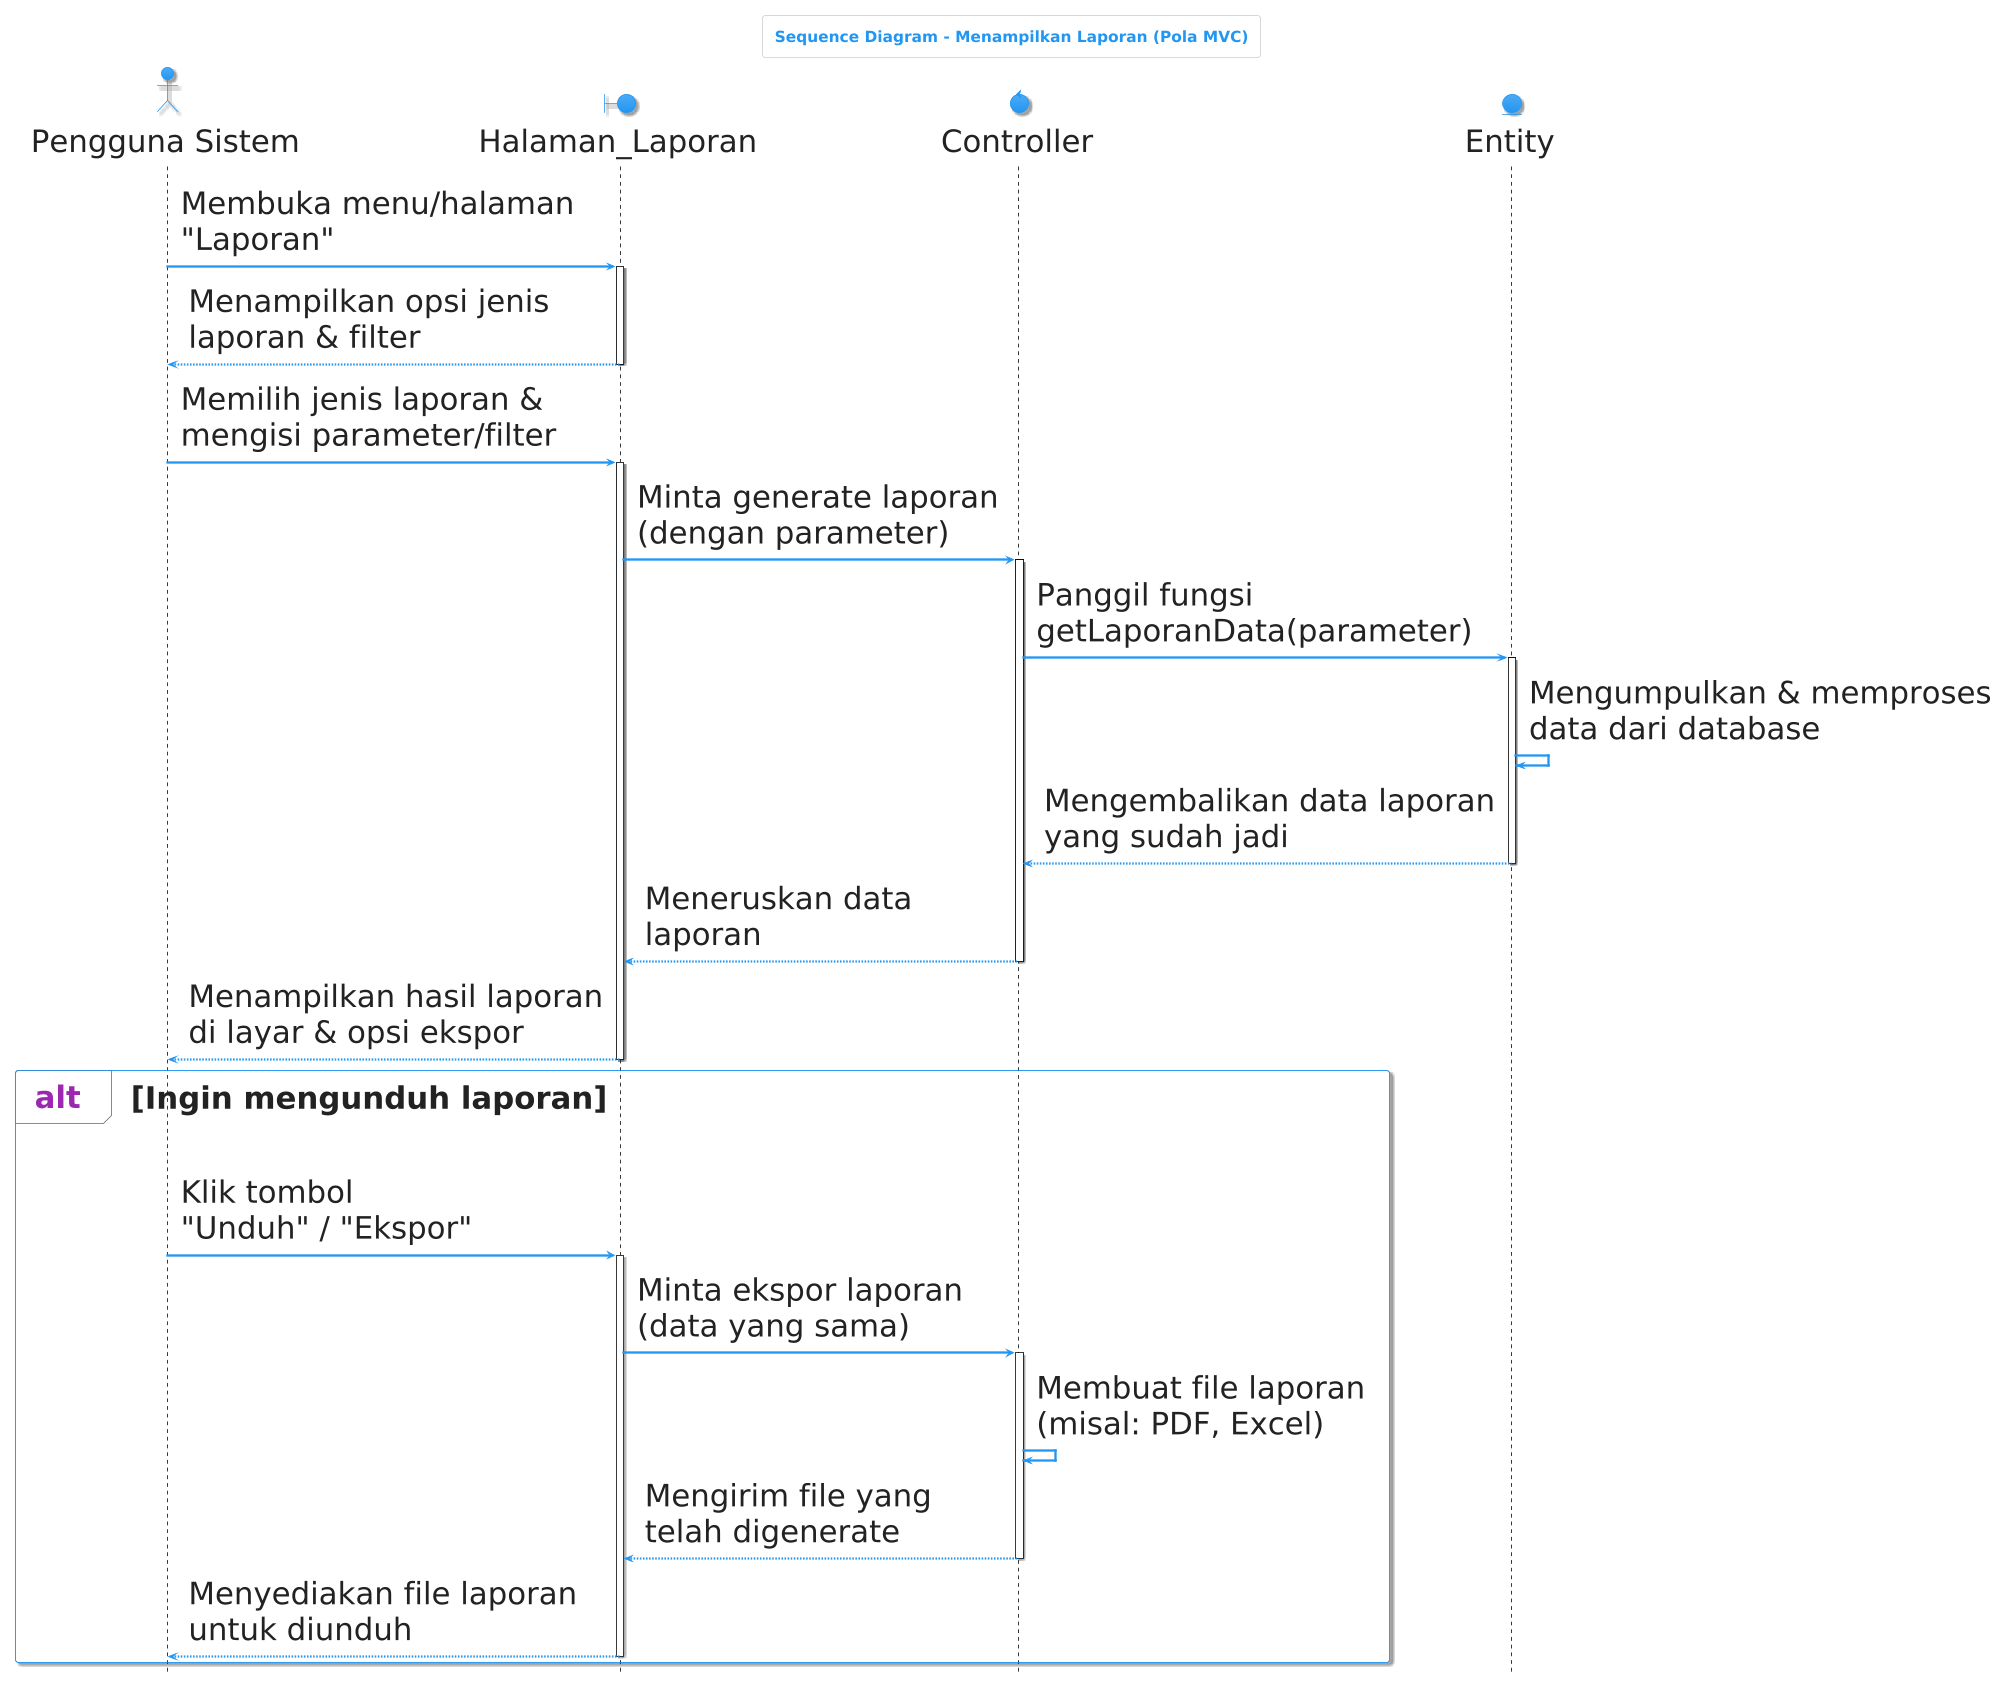 Sequence Diagram - Menampilkan Laporan (Pola MVC)
Pengguna Sistem
Halaman_Laporan
Controller
Entity
Membuka menu/halaman
"Laporan"
Menampilkan opsi jenis
laporan & filter
Memilih jenis laporan &
mengisi parameter/filter
Minta generate laporan
(dengan parameter)
Panggil fungsi
getLaporanData(parameter)
Mengumpulkan & memproses
data dari database
Mengembalikan data laporan
yang sudah jadi
Meneruskan data
laporan
Menampilkan hasil laporan
di layar & opsi ekspor
alt
[Ingin mengunduh laporan]
Klik tombol
"Unduh" / "Ekspor"
Minta ekspor laporan
(data yang sama)
Membuat file laporan
(misal: PDF, Excel)
Mengirim file yang
telah digenerate
Menyediakan file laporan
untuk diunduh